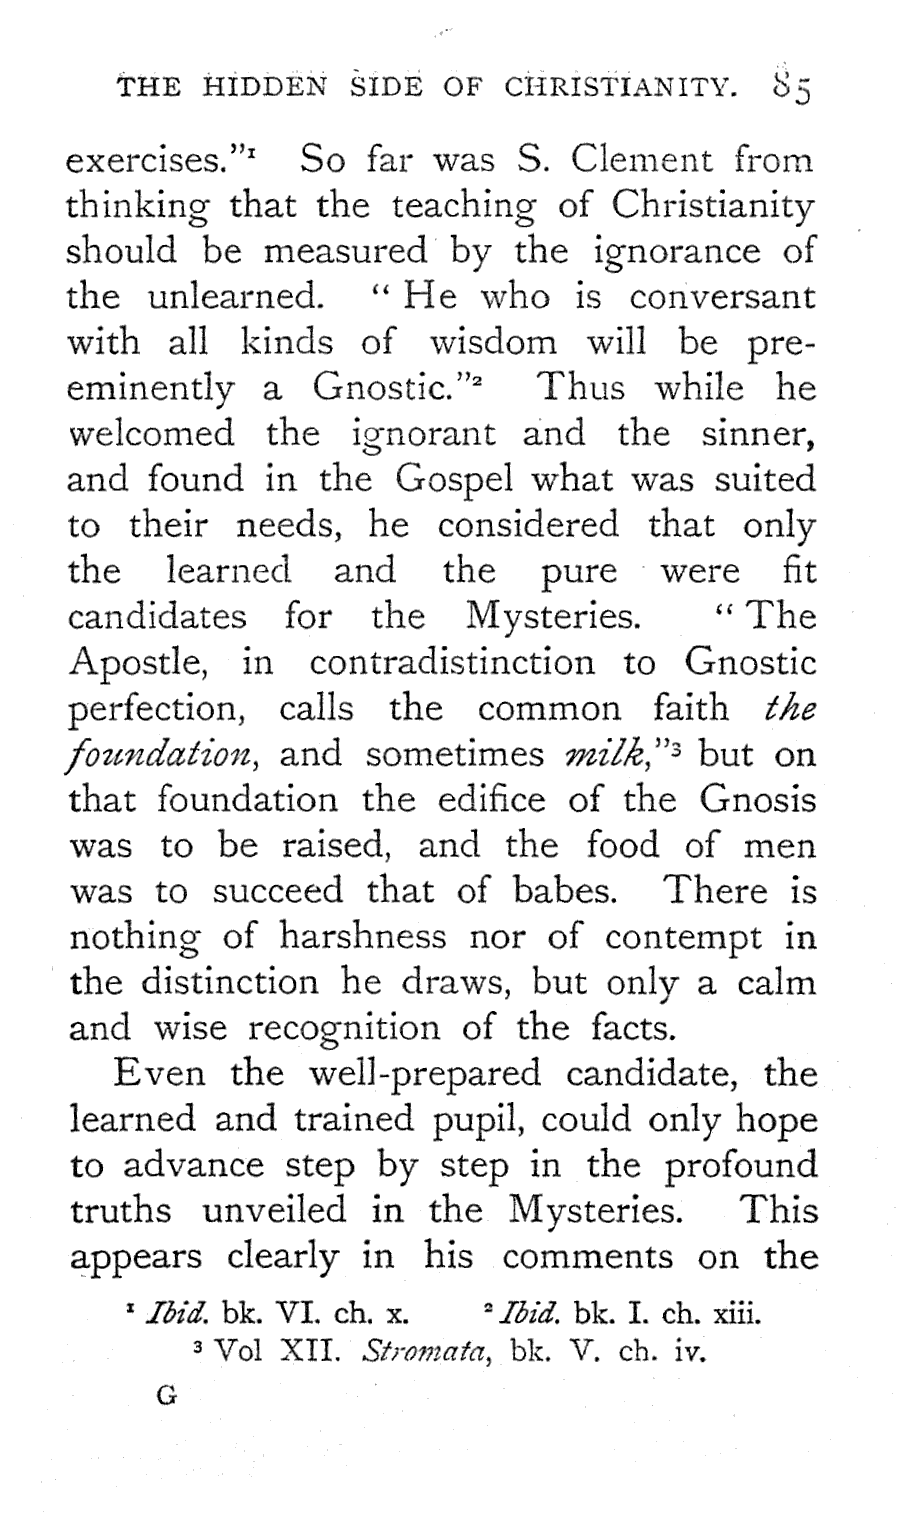 THE HIDDEN SIDE OF CHRISTIANITY. 85
exercises.”¹ So far was S. Clement from
thinking that the teaching of Christianity
should be measured by the ignorance of
the unlearned. “ He who is conversant
with all kinds of wisdom will be pre-
eminently a Gnostic.”² Thus while he
welcomed the ignorant and the sinner,
and found in the Gospel what was suited
to their needs, he considered that only
the learned and the pure were fit
candidates for the Mysteries. “ The
Apostle, in contradistinction to Gnostic
perfection, calls the common faith the
foundation, and sometimes milk,”³ but on
that foundation the edifice of the Gnosis
was to be raised, and the food of men
was to succeed that of babes. There is
nothing of harshness nor of contempt in
the distinction he draws, but only a calm
and wise recognition of the facts.
Even the well-prepared candidate, the
learned and trained pupil, could only hope
to advance step by step in the profound
truths unveiled in the Mysteries. This
appears clearly in his comments on the
¹ Ibid. bk. VI. ch. x. ² Ibid. bk. I. ch. xiii.
³ Vol XII. Stromata, bk. V. ch. iv.
G